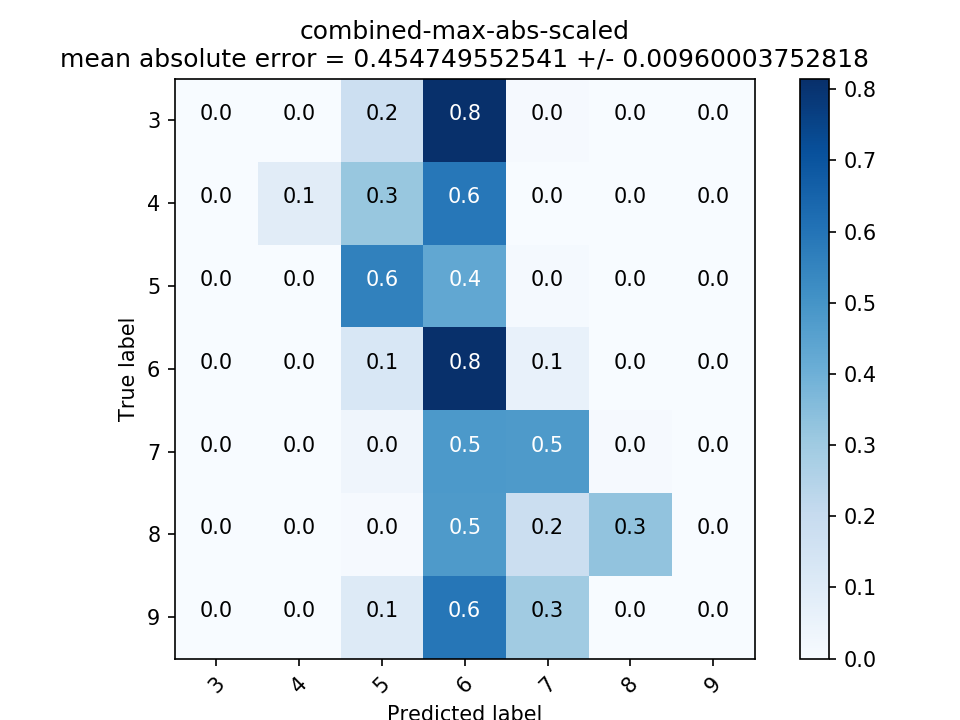 combined-max-abs-scaled
mean absolute error = 0.454749552541 +/- 0.00960003752818
3 0.0 0.0 0.2 0.8 0.0 0.0 0.0
4 0.0 0.1 0.3 0.6 0.0 0.0 0.0
5 0.0 0.0 0.6 0.4 0.0 0.0 0.0
6 0.0 0.0 0.1 0.8 0.1 0.0 0.0
7 0.0 0.0 0.0 0.5 0.5 0.0 0.0
8 0.0 0.0 0.0 0.5 0.2 0.3 0.0
9 0.0 0.0 0.1 0.6 0.3 0.0 0.0
3 4 5 6 7 8 9
True label
Predicted label
0.8
0.7
0.6
0.5
0.4
0.3
0.2
0.1
0.0